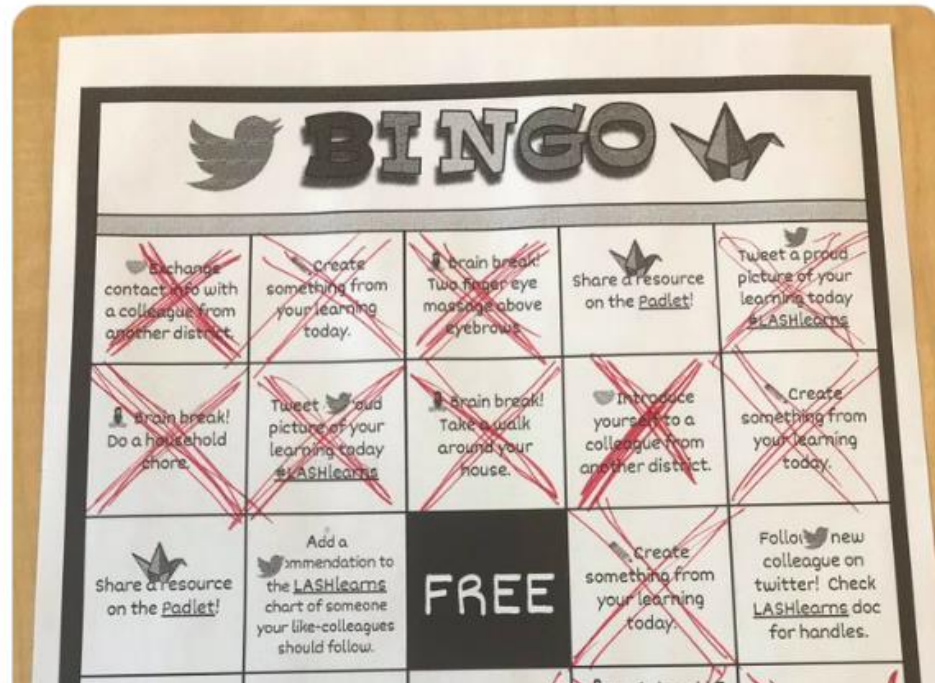 BINGO
Exchange
contact info with
a colleague from
another district.
Create
something from
your learning
today.
Brain break!
Two finger eye
massage above
eyebrows
Share a resource
on the Padlet!
Tweet a proud
picture of your
learning today
#LASHlearns
Brain break!
Do a household
chore.
Tweet oud
picture of your
learning today
#LASHlearns
Brain break!
Take a walk
around your
house.
Introduce
yourself to a
colleague from
another district.
Create
something from
your learning
today.
Share a resource
on the Padlet!
Add a
ommendation to
the LASHlearns
chart of someone
your like-colleagues
should follow.
FREE
Create
something from
your learning
today.
Follow new
colleague on
twitter! Check
LASHlearns doc
for handles.